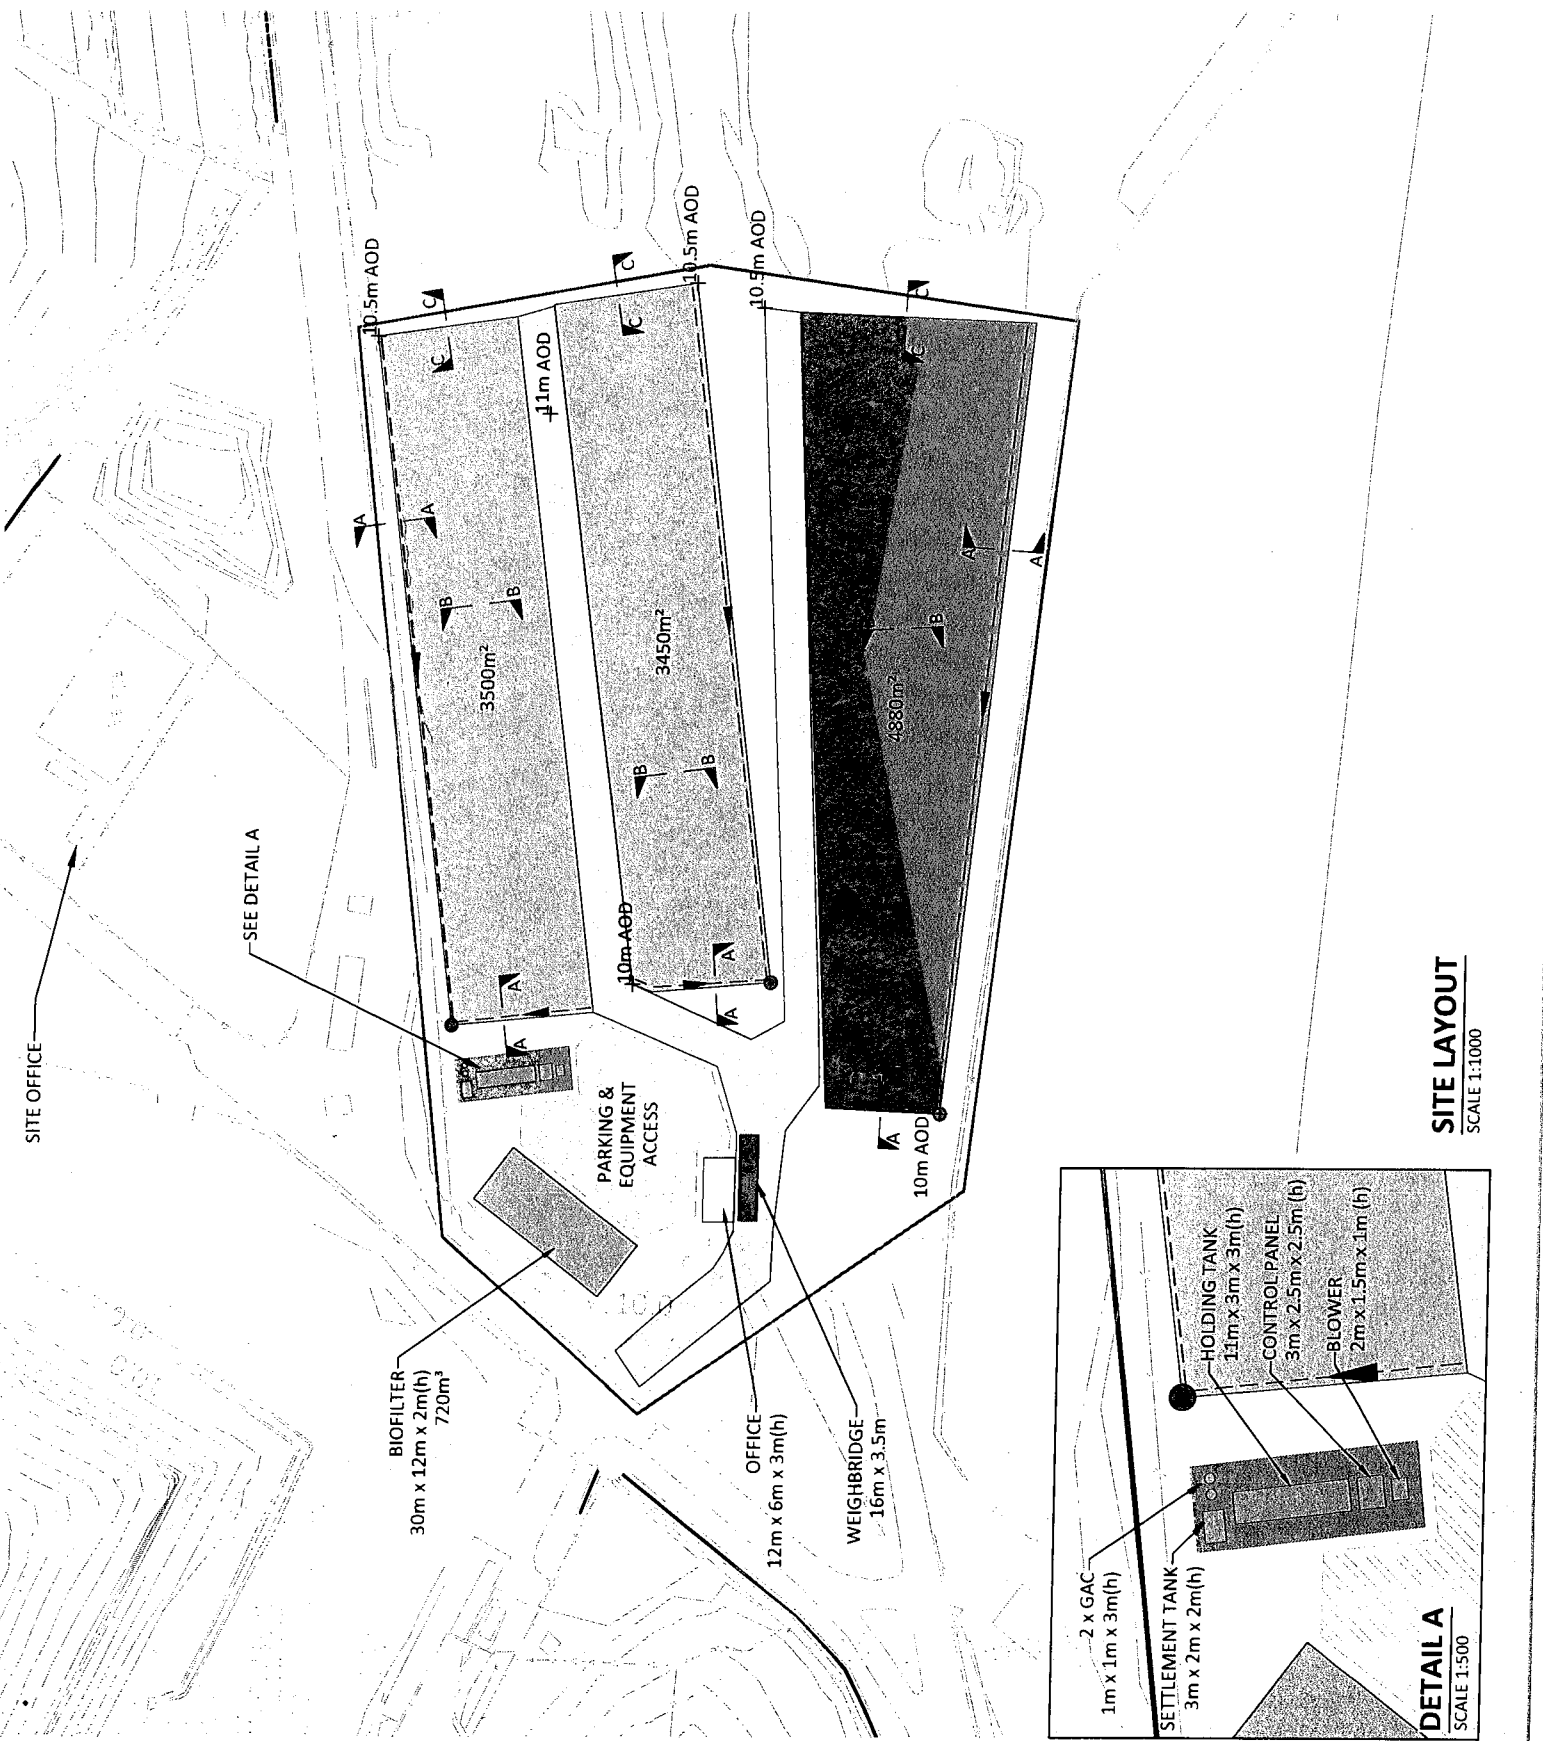 SITE OFFICE
SEE DETAIL A
10.5m AOD
10.5m AOD
10.5m AOD
11m AOD
10m AOD
10m AOD
C
C
C
C
C
C
A
A
A
A
A
A
A
A
A
B
B
B
B
B
3500m²
3450m²
4880m²
PARKING &
EQUIPMENT
ACCESS
10.0
BIOFILTER
30m x 12m x 2m(h)
720m³
OFFICE
12m x 6m x 3m(h)
WEIGHBRIDGE
16m x 3.5m
2 x GAC
1m x 1m x 3m(h)
SETTLEMENT TANK
3m x 2m x 2m(h)
HOLDING TANK
11m x 3m x 3m(h)
CONTROL PANEL
3m x 2.5m x 2.5m (h)
BLOWER
2m x 1.5m x 1m (h)
DETAIL A
SCALE 1:500
SITE LAYOUT
SCALE 1:1000